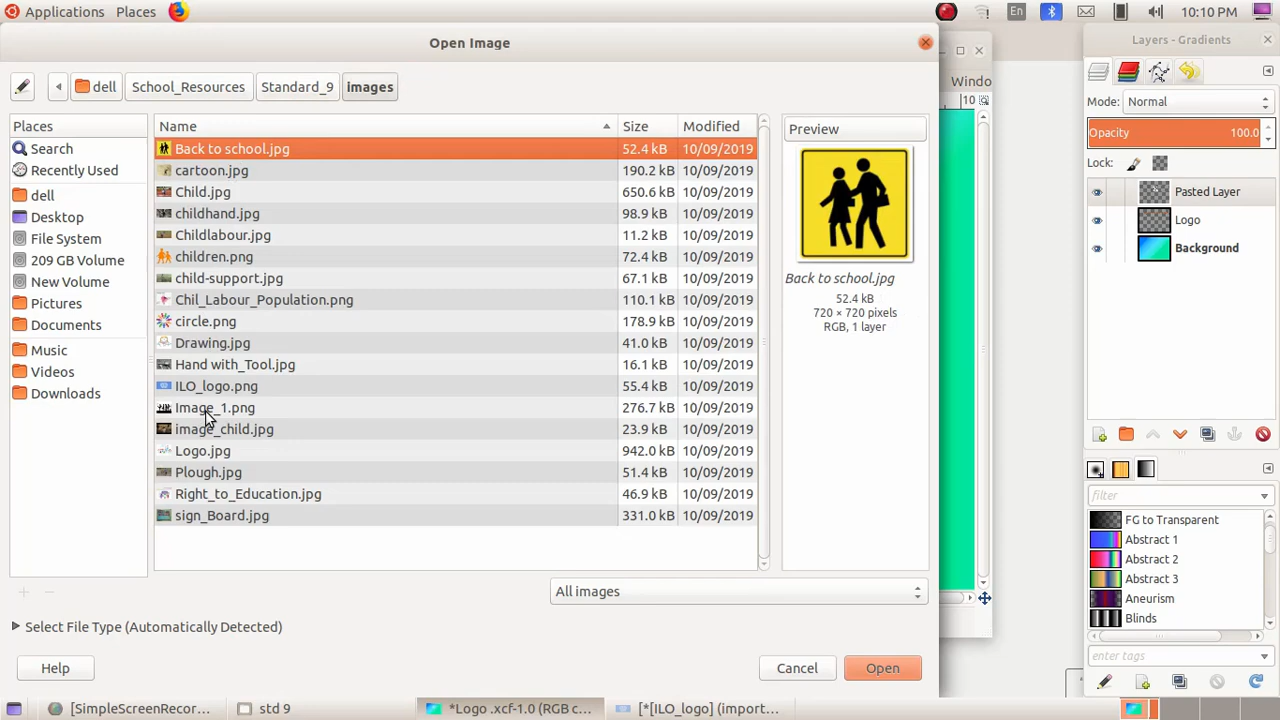 Applications Places En 10:10 PM
Open Image
dell School_Resources Standard_9 images
Places
Search
Recently Used
dell
Desktop
File System
209 GB Volume
New Volume
Pictures
Documents
Music
Videos
Downloads
Name Size Modified
Back to school.jpg 52.4 kB 10/09/2019
cartoon.jpg 190.2 kB 10/09/2019
Child.jpg 650.6 kB 10/09/2019
childhand.jpg 98.9 kB 10/09/2019
Childlabour.jpg 11.2 kB 10/09/2019
children.png 72.4 kB 10/09/2019
child-support.jpg 67.1 kB 10/09/2019
Chil_Labour_Population.png 110.1 kB 10/09/2019
circle.png 178.9 kB 10/09/2019
Drawing.jpg 41.0 kB 10/09/2019
Hand with_Tool.jpg 16.1 kB 10/09/2019
ILO_logo.png 55.4 kB 10/09/2019
Image_1.png 276.7 kB 10/09/2019
image_child.jpg 23.9 kB 10/09/2019
Logo.jpg 942.0 kB 10/09/2019
Plough.jpg 51.4 kB 10/09/2019
Right_to_Education.jpg 46.9 kB 10/09/2019
sign_Board.jpg 331.0 kB 10/09/2019
Preview
Back to school.jpg
52.4 kB
720 × 720 pixels
RGB, 1 layer
All images
Select File Type (Automatically Detected)
Help Cancel Open
Windo
10
Layers - Gradients
Mode: Normal
Opacity 100.0
Lock:
Pasted Layer
Logo
Background
filter
FG to Transparent
Abstract 1
Abstract 2
Abstract 3
Aneurism
Blinds
enter tags
[SimpleScreenRecor... std 9 *Logo .xcf-1.0 (RGB c... [*[ILO_logo] (import...